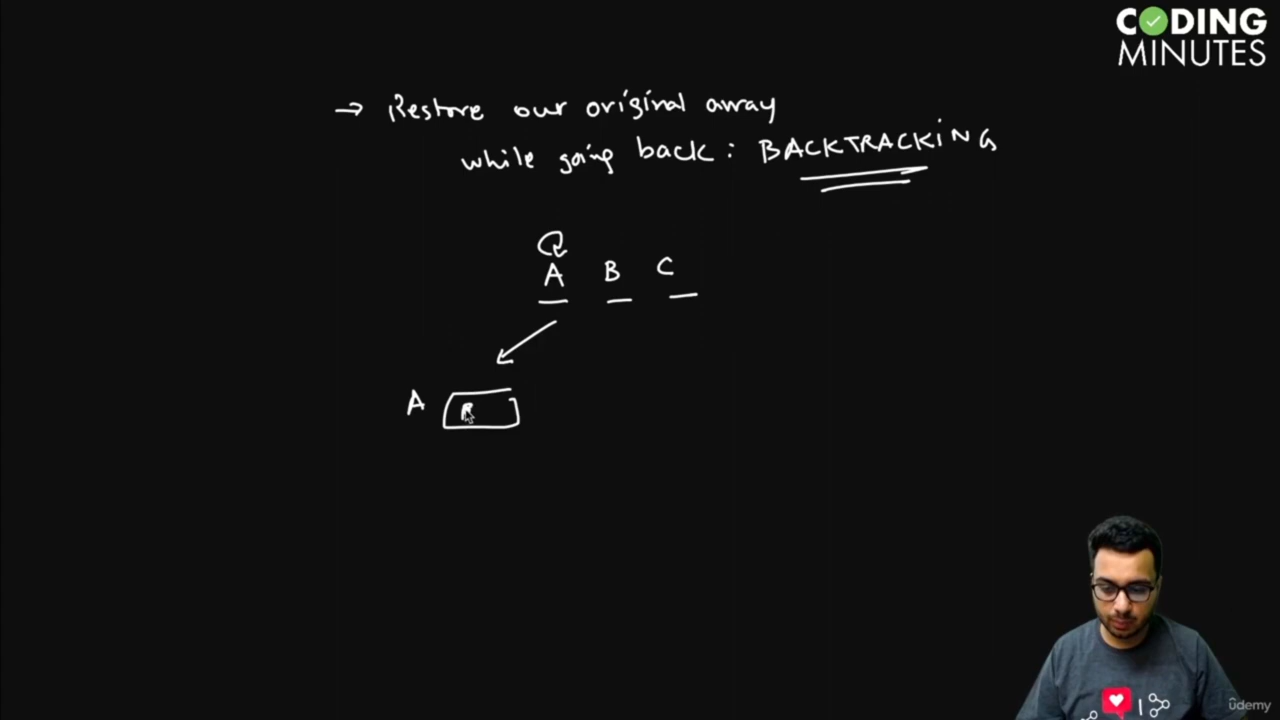 CODING
MINUTES
→ Restore our original array
while going back : BACKTRACKING
A B C
A
udemy